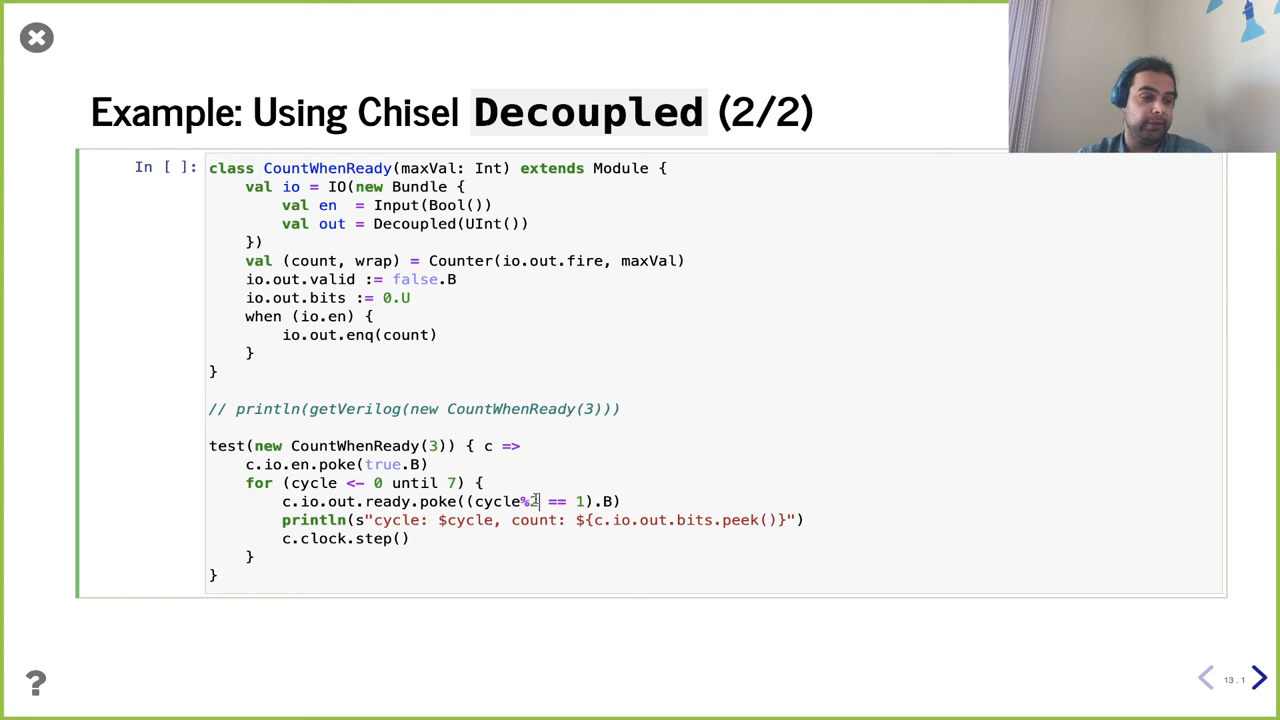 Example: Using Chisel Decoupled (2/2)
In [ ]:
class CountWhenReady(maxVal: Int) extends Module {
    val io = IO(new Bundle {
        val en  = Input(Bool())
        val out = Decoupled(UInt())
    })
    val (count, wrap) = Counter(io.out.fire, maxVal)
    io.out.valid := false.B
    io.out.bits := 0.U
    when (io.en) {
        io.out.enq(count)
    }
}
// println(getVerilog(new CountWhenReady(3)))
test(new CountWhenReady(3)) { c =>
    c.io.en.poke(true.B)
    for (cycle <- 0 until 7) {
        c.io.out.ready.poke((cycle%2 == 1).B)
        println(s"cycle: $cycle, count: ${c.io.out.bits.peek()}")
        c.clock.step()
    }
}
?
13 . 1